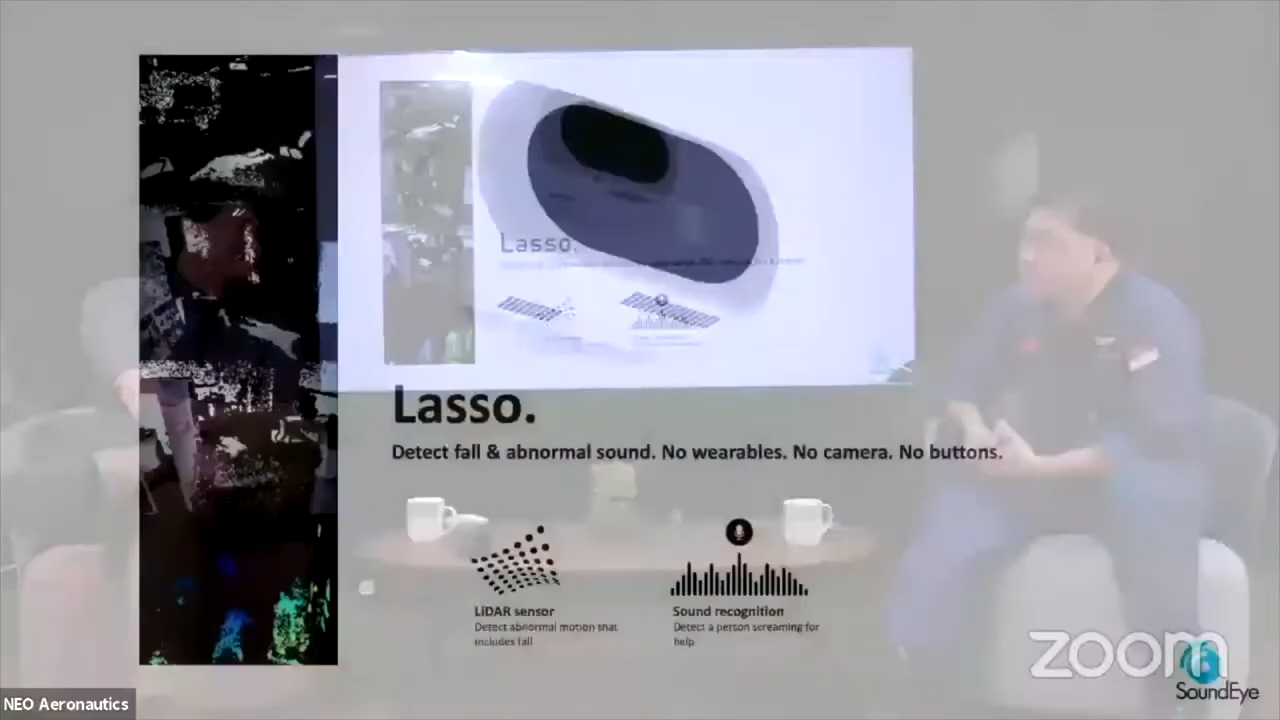 Lasso.
Lasso.
Detect fall & abnormal sound. No wearables. No camera. No buttons.
LiDAR sensor
Detect abnormal motion that
includes fall
Sound recognition
Detect a person screaming for
help
zoom
SoundEye
NEO Aeronautics